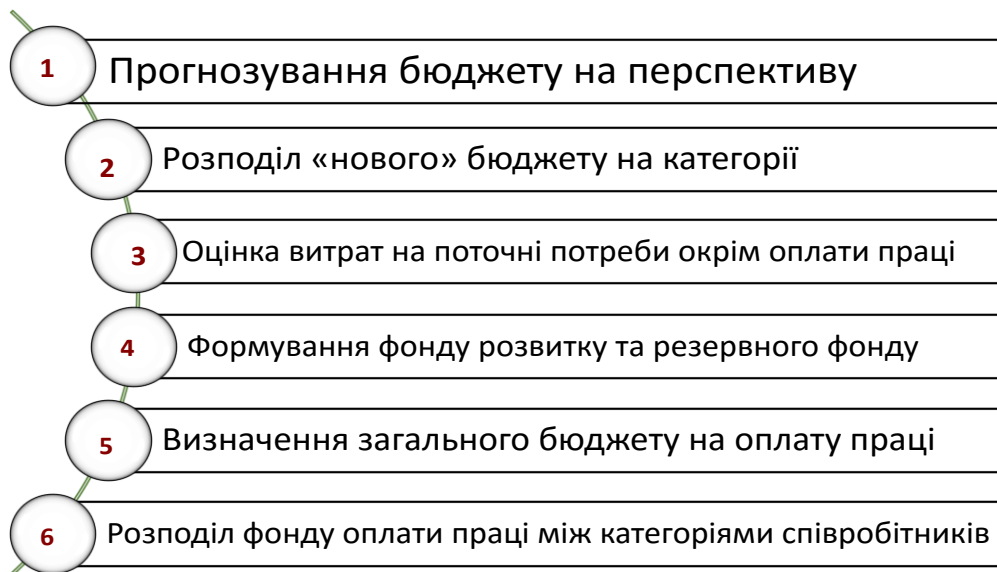 1 Прогнозування бюджету на перспективу
2 Розподіл «нового» бюджету на категорії
3 Оцінка витрат на поточні потреби окрім оплати праці
4 Формування фонду розвитку та резервного фонду
5 Визначення загального бюджету на оплату праці
6 Розподіл фонду оплати праці між категоріями співробітників